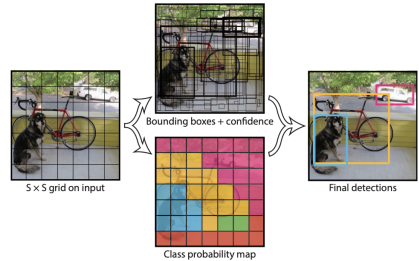 Bounding boxes + confidence
S × S grid on input
Final detections
Class probability map